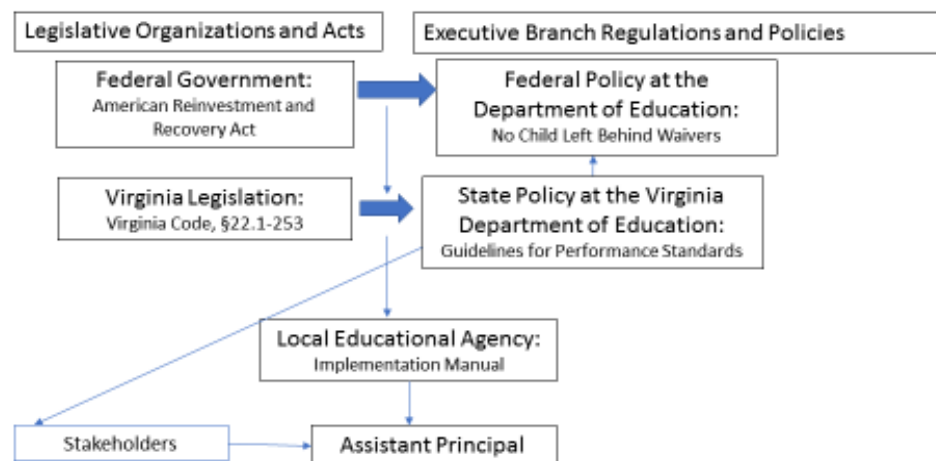 Legislative Organizations and Acts
Executive Branch Regulations and Policies
Federal Government:
American Reinvestment and
Recovery Act
Federal Policy at the
Department of Education:
No Child Left Behind Waivers
Virginia Legislation:
Virginia Code, §22.1-253
State Policy at the Virginia
Department of Education:
Guidelines for Performance Standards
Local Educational Agency:
Implementation Manual
Stakeholders
Assistant Principal